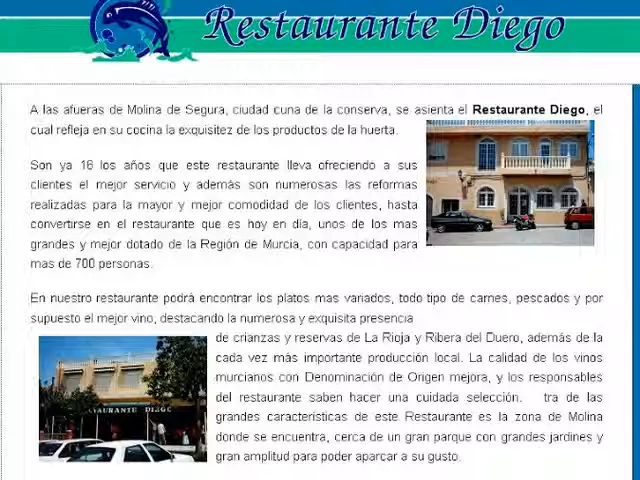 Restaurante Diego
A las afueras de Molina de Segura, ciudad cuna de la conserva, se asienta el Restaurante Diego, el
cual refleja en su cocina la exquisitez de los productos de la huerta.
Son ya 16 los años que este restaurante lleva ofreciendo a sus
clientes el mejor servicio y además son numerosas las reformas
realizadas para la mayor y mejor comodidad de los clientes, hasta
convertirse en el restaurante que es hoy en día, unos de los mas
grandes y mejor dotado de la Región de Murcia, con capacidad para
mas de 700 personas.
En nuestro restaurante podrá encontrar los platos mas variados, todo tipo de carnes, pescados y por
supuesto el mejor vino, destacando la numerosa y exquisita presencia
de crianzas y reservas de La Rioja y Ribera del Duero, además de la
cada vez más importante producción local. La calidad de los vinos
murcianos con Denominación de Origen mejora, y los responsables
del restaurante saben hacer una cuidada selección. tra de las
grandes características de este Restaurante es la zona de Molina
donde se encuentra, cerca de un gran parque con grandes jardines y
gran amplitud para poder aparcar a su gusto.
AURANTE DIEGO